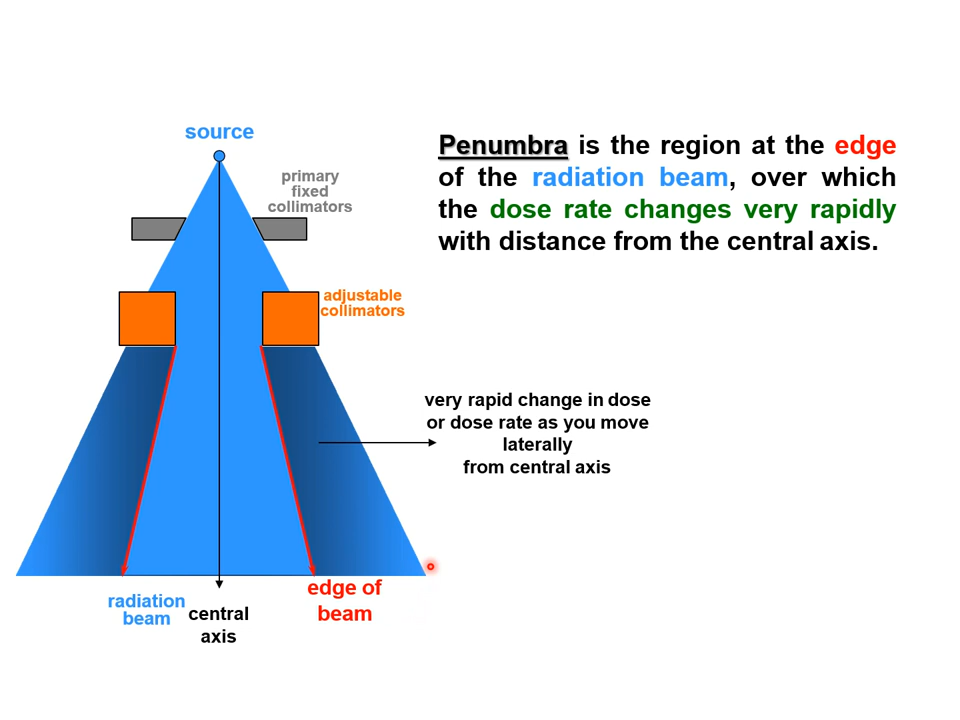 source
primary
fixed
collimators
adjustable
collimators
Penumbra is the region at the edge
of the radiation beam, over which
the dose rate changes very rapidly
with distance from the central axis.
very rapid change in dose
or dose rate as you move
laterally
from central axis
radiation
beam
central
axis
edge of
beam